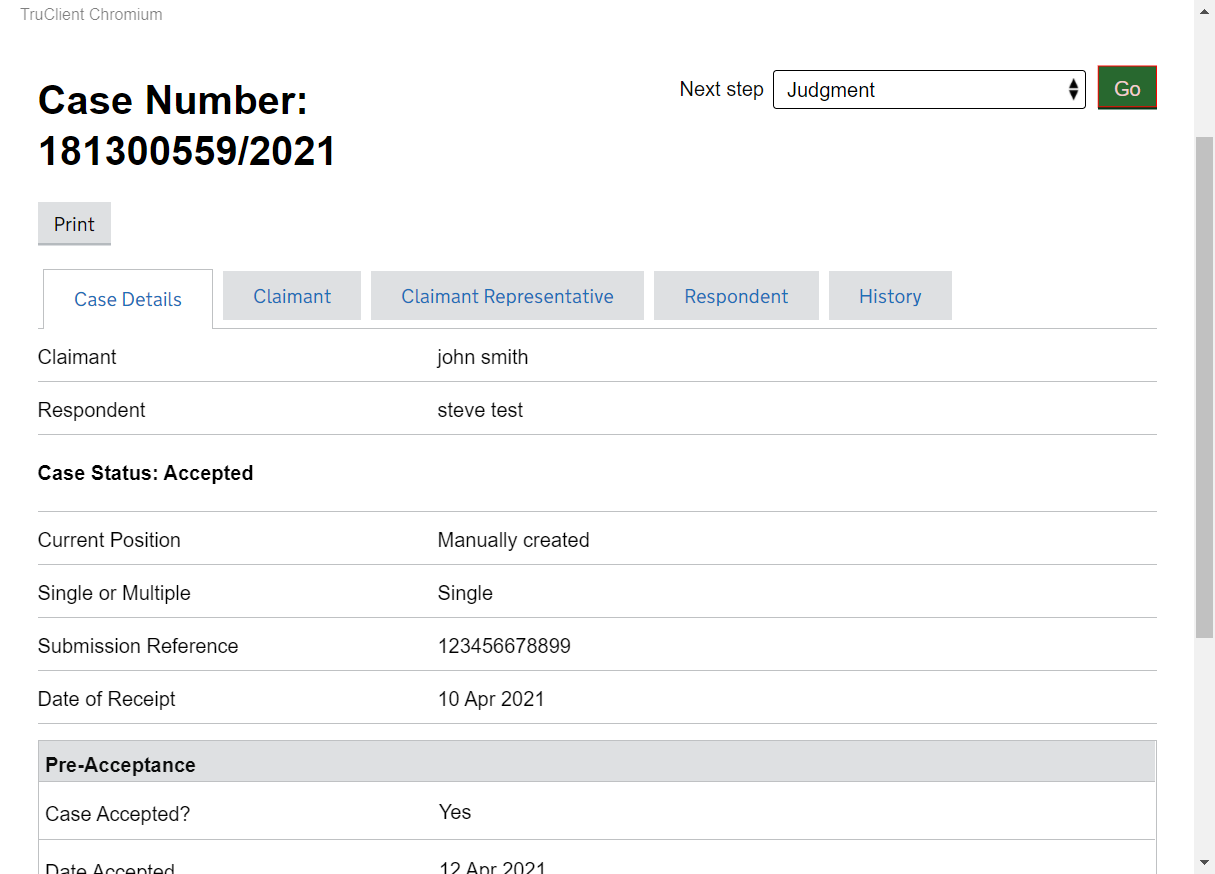 TruClient Chromium
Case Number:
181300559/2021
Next step Judgment Go
Print
Case Details Claimant Claimant Representative Respondent History
Claimant john smith
Respondent steve test
Case Status: Accepted
Current Position Manually created
Single or Multiple Single
Submission Reference 123456678899
Date of Receipt 10 Apr 2021
Pre-Acceptance
Case Accepted? Yes
Date Accepted 12 Apr 2021